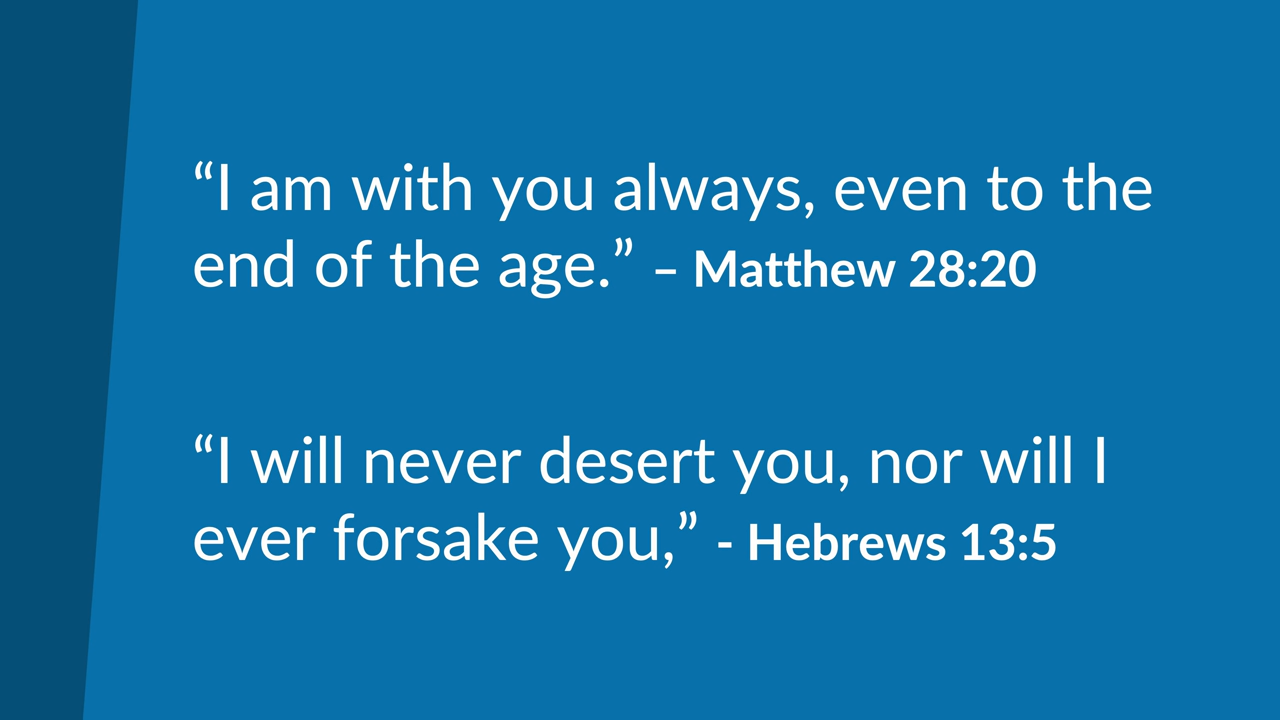 “I am with you always, even to the
end of the age.” – Matthew 28:20
“I will never desert you, nor will I
ever forsake you,” - Hebrews 13:5